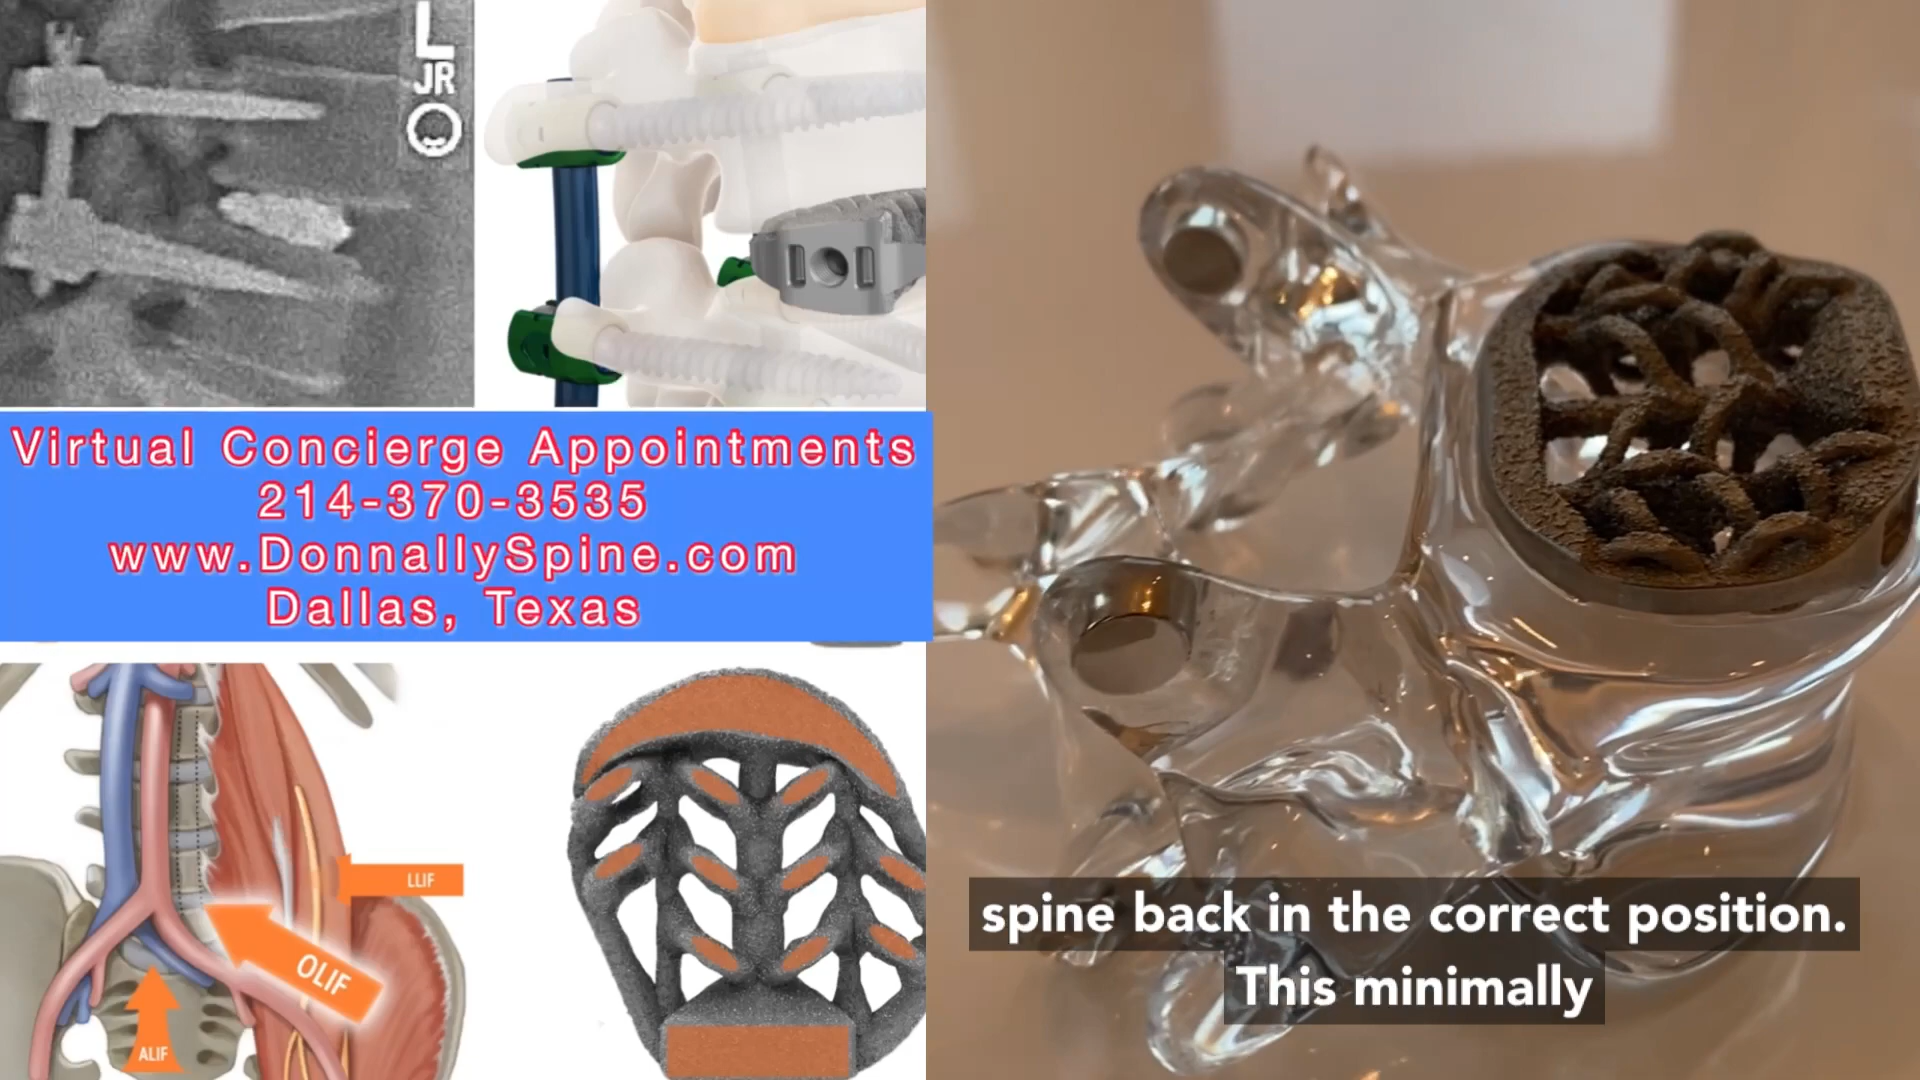 L
JR
Virtual Concierge Appointments
214-370-3535
www.DonnallySpine.com
Dallas, Texas
LLIF
OLIF
ALIF
spine back in the correct position.
This minimally